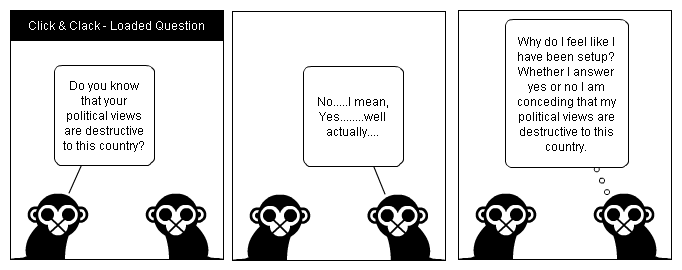 Click & Clack - Loaded Question
Do you know
that your
political views
are destructive
to this country?
No.....I mean,
Yes........well
actually....
Why do I feel like I
have been setup?
Whether I answer
yes or no I am
conceding that my
political views are
destructive to this
country.